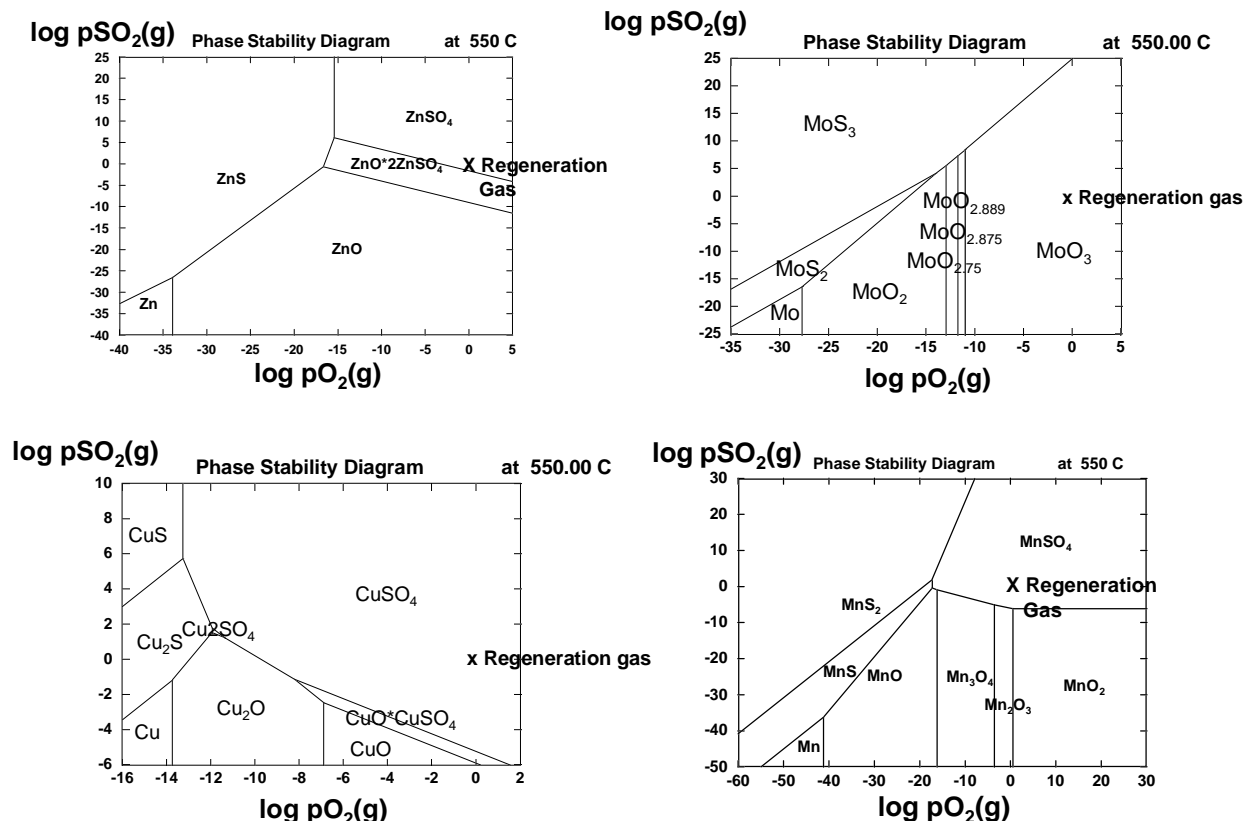 log pSO2(g)
Phase Stability Diagram at 550 C
25
20
15
10
5
0
-5
-10
-15
-20
-25
-30
-35
-40
ZnSO4
ZnO*2ZnSO4
X Regeneration
Gas
ZnS
ZnO
Zn
-40 -35 -30 -25 -20 -15 -10 -5 0 5
log pO2(g)
log pSO2(g)
Phase Stability Diagram at 550.00 C
25
20
15
10
5
0
-5
-10
-15
-20
-25
MoS3
MoO2.889
x Regeneration gas
MoO2.875
MoO2.75
MoO3
MoS2
MoO2
Mo
-35 -30 -25 -20 -15 -10 -5 0 5
log pO2(g)
log pSO2(g)
Phase Stability Diagram at 550.00 C
10
8
6
4
2
0
-2
-4
-6
CuS
CuSO4
Cu2SO4
Cu2S
x Regeneration gas
Cu2O
CuO*CuSO4
Cu
CuO
-16 -14 -12 -10 -8 -6 -4 -2 0 2
log pO2(g)
log pSO2(g)
Phase Stability Diagram at 550 C
30
20
10
0
-10
-20
-30
-40
-50
MnSO4
X Regeneration
Gas
MnS2
MnS
MnO
Mn3O4
Mn2O3
MnO2
Mn
-60 -50 -40 -30 -20 -10 0 10 20 30
log pO2(g)